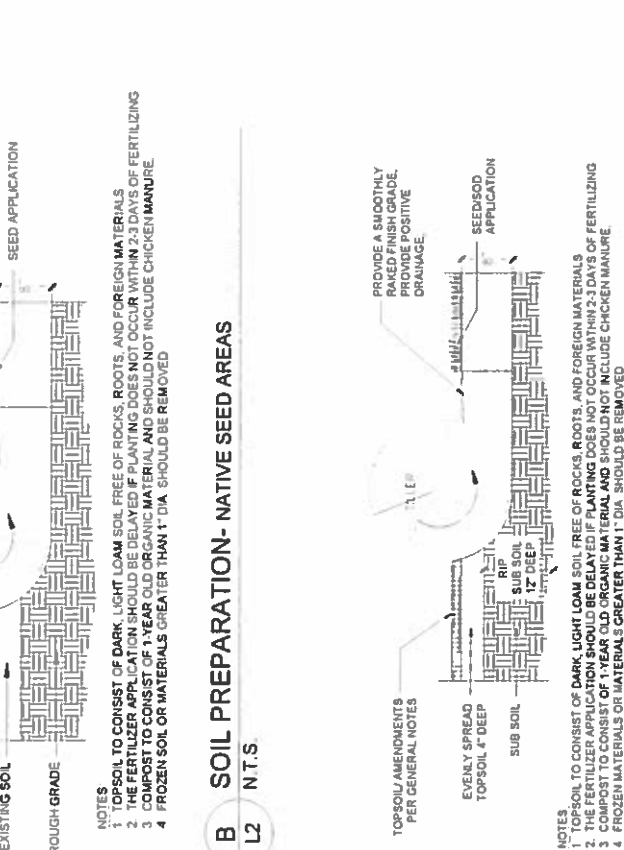 SEED APPLICATION
EXISTING SOIL
ROUGH GRADE
NOTES
1 TOPSOIL TO CONSIST OF DARK, LIGHT LOAM SOIL FREE OF ROCKS, ROOTS, AND FOREIGN MATERIALS
2. THE FERTILIZER APPLICATION SHOULD BE DELAYED IF PLANTING DOES NOT OCCUR WITHIN 2-3 DAYS OF FERTILIZING
3 COMPOST TO CONSIST OF 1-YEAR OLD ORGANIC MATERIAL AND SHOULD NOT INCLUDE CHICKEN MANURE.
4 FROZEN SOIL OR MATERIALS GREATER THAN 1" DIA SHOULD BE REMOVED
B
L2
SOIL PREPARATION- NATIVE SEED AREAS
N.T.S.
PROVIDE A SMOOTHLY
RAKED FINISH GRADE,
PROVIDE POSITIVE
DRAINAGE.
SEED/SOD
APPLICATION
TILLER
TOPSOIL/ AMENDMENTS
PER GENERAL NOTES
EVENLY SPREAD
TOPSOIL 4" DEEP
SUB SOIL
RIP
SUB SOIL
12" DEEP
NOTES
1 TOPSOIL TO CONSIST OF DARK, LIGHT LOAM SOIL FREE OF ROCKS, ROOTS, AND FOREIGN MATERIALS
2. THE FERTILIZER APPLICATION SHOULD BE DELAYED IF PLANTING DOES NOT OCCUR WITHIN 2-3 DAYS OF FERTILIZING
3 COMPOST TO CONSIST OF 1-YEAR OLD ORGANIC MATERIAL AND SHOULD NOT INCLUDE CHICKEN MANURE.
4 FROZEN MATERIALS OR MATERIALS GREATER THAN 1" DIA SHOULD BE REMOVED